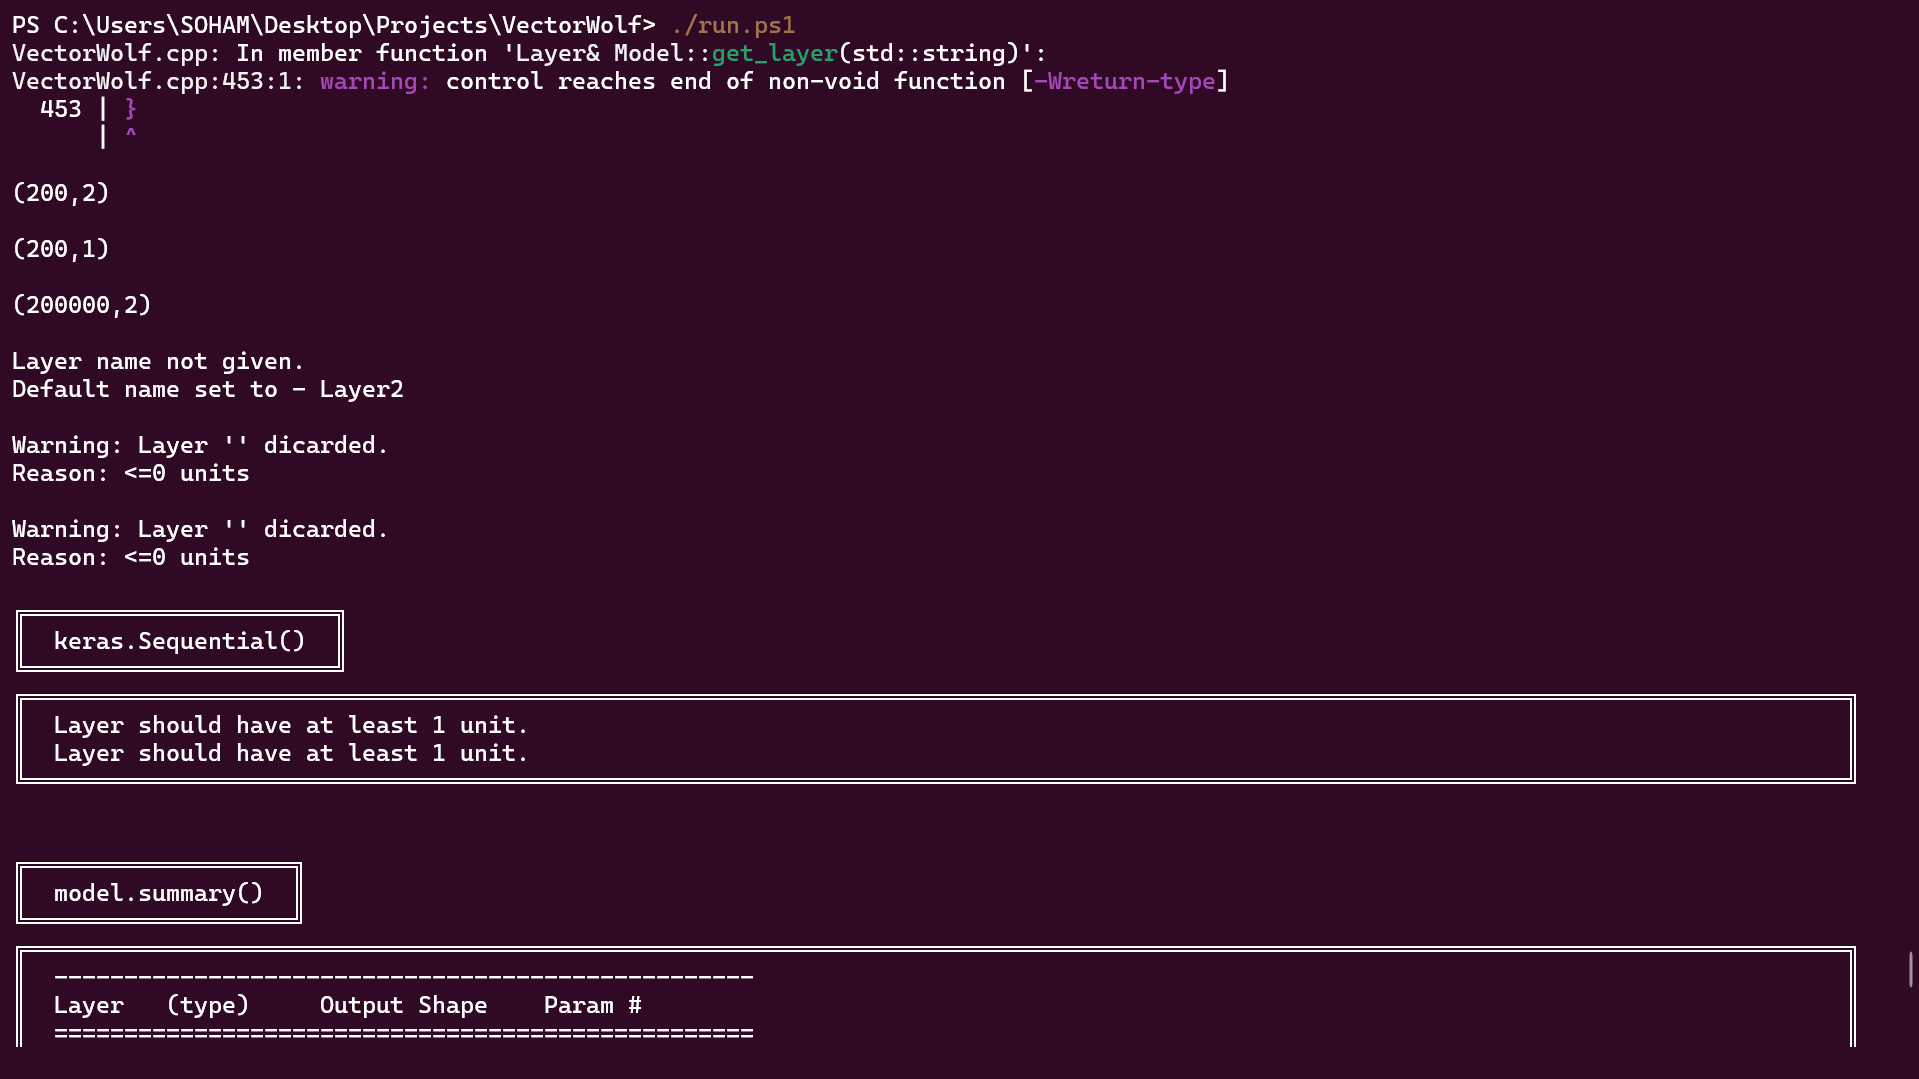 PS C:\Users\SOHAM\Desktop\Projects\VectorWolf> ./run.ps1
VectorWolf.cpp: In member function 'Layer& Model::get_layer(std::string)':
VectorWolf.cpp:453:1: warning: control reaches end of non-void function [-Wreturn-type]
  453 | }
      | ^
(200,2)
(200,1)
(200000,2)
Layer name not given.
Default name set to - Layer2
Warning: Layer '' dicarded.
Reason: <=0 units
Warning: Layer '' dicarded.
Reason: <=0 units
keras.Sequential()
Layer should have at least 1 unit.
Layer should have at least 1 unit.
model.summary()
--------------------------------------------------
Layer   (type)     Output Shape    Param #
==================================================